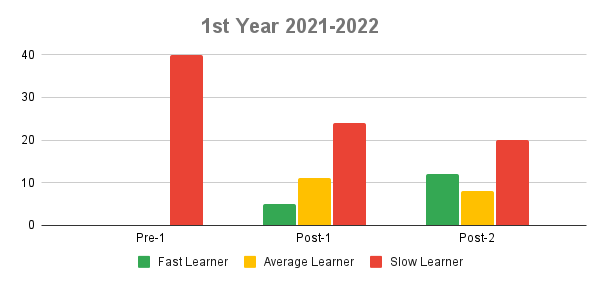 1st Year 2021-2022
40
30
20
10
0
Pre-1 Post-1 Post-2
Fast Learner Average Learner Slow Learner